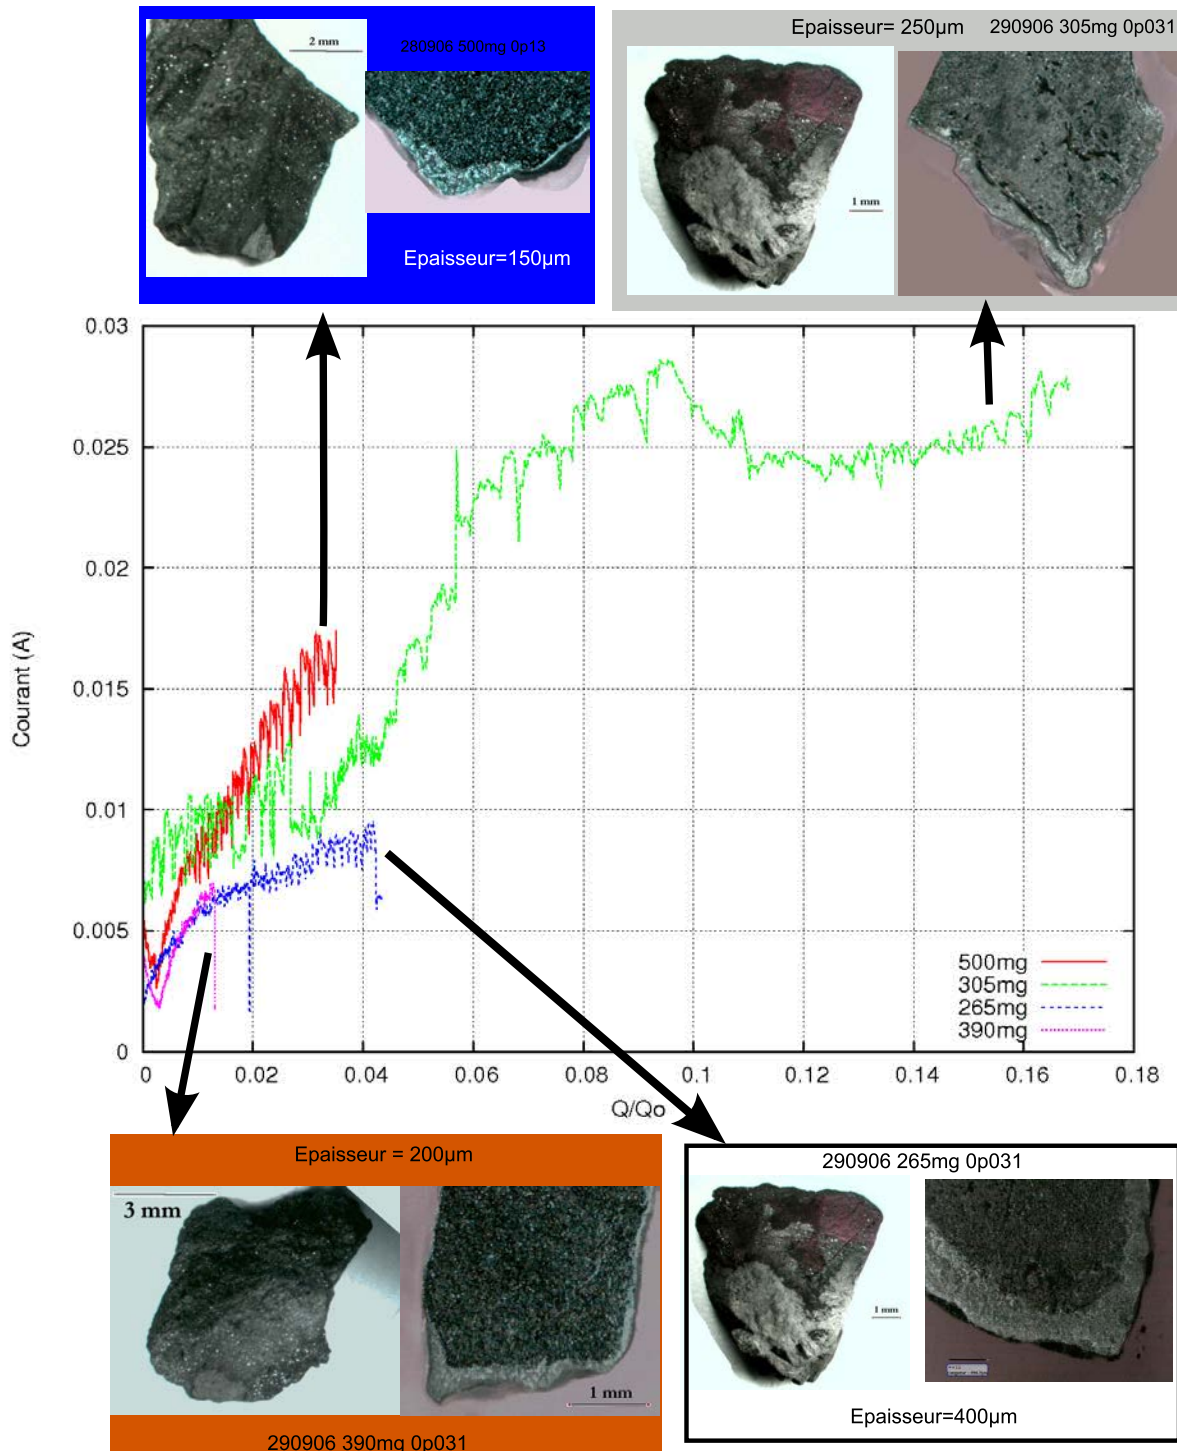 2 mm
280906 500mg 0p13
Epaisseur=150µm
Epaisseur= 250µm 290906 305mg 0p031
1 mm
0.03
0.025
0.02
0.015
0.01
0.005
0
Courant (A)
500mg
305mg
265mg
390mg
0 0.02 0.04 0.06 0.08 0.1 0.12 0.14 0.16 0.18
Q/Qo
Epaisseur = 200µm
3 mm
1 mm
290906 390mg 0p031
290906 265mg 0p031
1 mm
Epaisseur=400µm